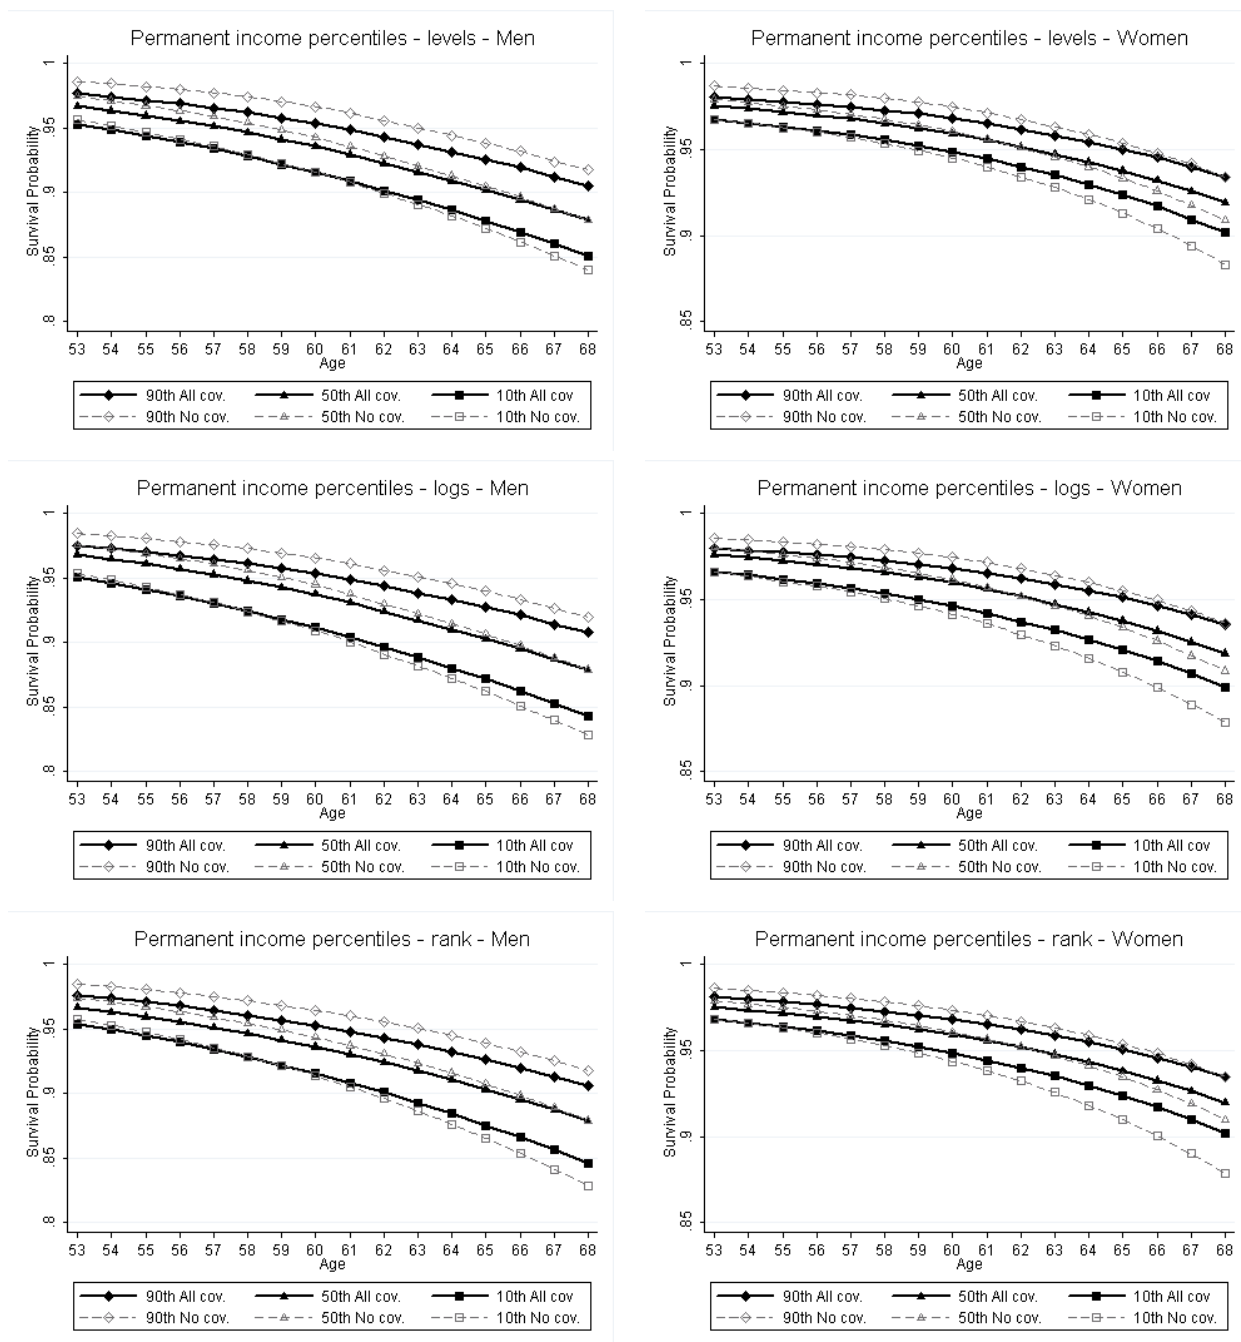 Permanent income percentiles - levels - Men
Survival Probability
1
.95
.9
.85
.8
53 54 55 56 57 58 59 60 61 62 63 64 65 66 67 68
Age
90th All cov. 50th All cov. 10th All cov
90th No cov. 50th No cov. 10th No cov.
Permanent income percentiles - levels - Women
Survival Probability
1
.95
.9
.85
53 54 55 56 57 58 59 60 61 62 63 64 65 66 67 68
Age
90th All cov. 50th All cov. 10th All cov
90th No cov. 50th No cov. 10th No cov.
Permanent income percentiles - logs - Men
Survival Probability
1
.95
.9
.85
.8
53 54 55 56 57 58 59 60 61 62 63 64 65 66 67 68
Age
90th All cov. 50th All cov. 10th All cov
90th No cov. 50th No cov. 10th No cov.
Permanent income percentiles - logs - Women
Survival Probability
1
.95
.9
.85
53 54 55 56 57 58 59 60 61 62 63 64 65 66 67 68
Age
90th All cov. 50th All cov. 10th All cov
90th No cov. 50th No cov. 10th No cov.
Permanent income percentiles - rank - Men
Survival Probability
1
.95
.9
.85
.8
53 54 55 56 57 58 59 60 61 62 63 64 65 66 67 68
Age
90th All cov. 50th All cov. 10th All cov
90th No cov. 50th No cov. 10th No cov.
Permanent income percentiles - rank - Women
Survival Probability
1
.95
.9
.85
53 54 55 56 57 58 59 60 61 62 63 64 65 66 67 68
Age
90th All cov. 50th All cov. 10th All cov
90th No cov. 50th No cov. 10th No cov.